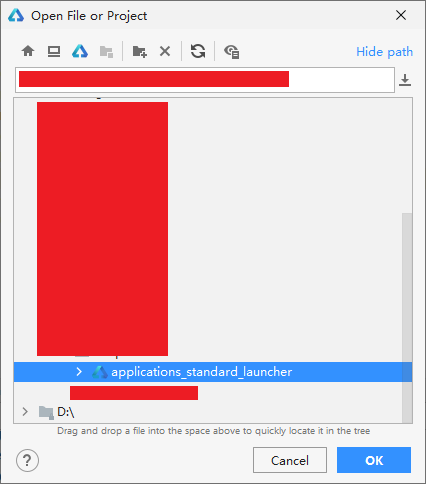 Open File or Project
Hide path
applications_standard_launcher
D:\
Drag and drop a file into the space above to quickly locate it in the tree
?
Cancel
OK